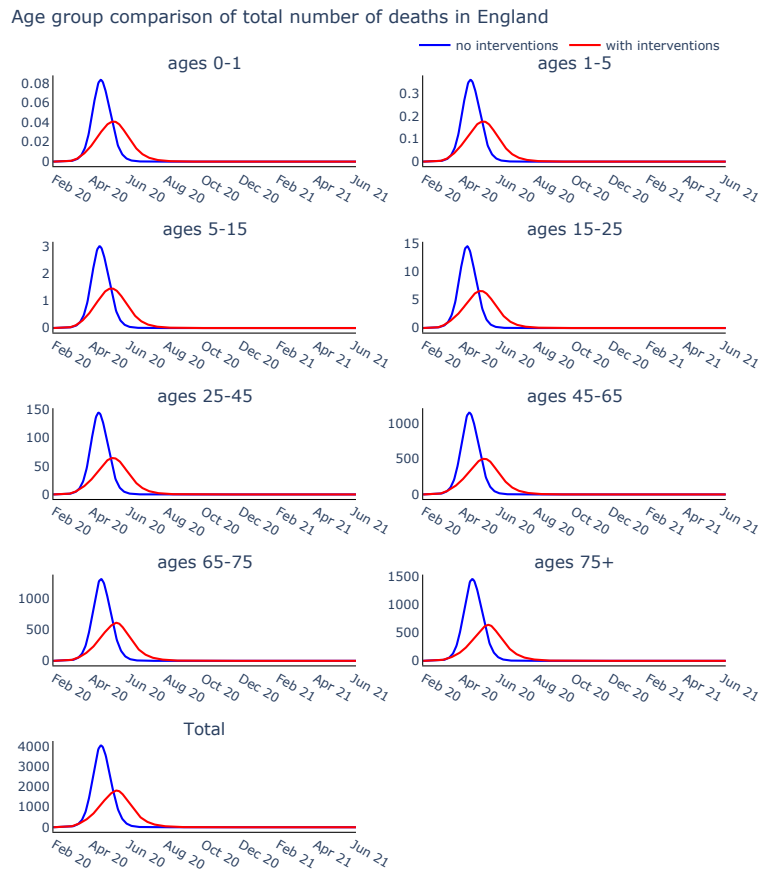 Age group comparison of total number of deaths in England
no interventions with interventions
ages 0-1
0.08
0.06
0.04
0.02
0
Feb 20 Apr 20 Jun 20 Aug 20 Oct 20 Dec 20 Feb 21 Apr 21 Jun 21
ages 1-5
0.3
0.2
0.1
0
Feb 20 Apr 20 Jun 20 Aug 20 Oct 20 Dec 20 Feb 21 Apr 21 Jun 21
ages 5-15
3
2
1
0
Feb 20 Apr 20 Jun 20 Aug 20 Oct 20 Dec 20 Feb 21 Apr 21 Jun 21
ages 15-25
15
10
5
0
Feb 20 Apr 20 Jun 20 Aug 20 Oct 20 Dec 20 Feb 21 Apr 21 Jun 21
ages 25-45
150
100
50
0
Feb 20 Apr 20 Jun 20 Aug 20 Oct 20 Dec 20 Feb 21 Apr 21 Jun 21
ages 45-65
1000
500
0
Feb 20 Apr 20 Jun 20 Aug 20 Oct 20 Dec 20 Feb 21 Apr 21 Jun 21
ages 65-75
1000
500
0
Feb 20 Apr 20 Jun 20 Aug 20 Oct 20 Dec 20 Feb 21 Apr 21 Jun 21
ages 75+
1500
1000
500
0
Feb 20 Apr 20 Jun 20 Aug 20 Oct 20 Dec 20 Feb 21 Apr 21 Jun 21
Total
4000
3000
2000
1000
0
Feb 20 Apr 20 Jun 20 Aug 20 Oct 20 Dec 20 Feb 21 Apr 21 Jun 21